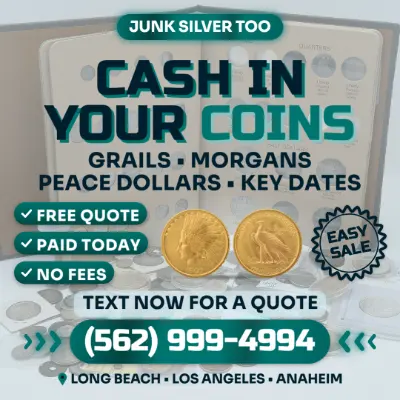 JUNK SILVER TOO
CASH IN
YOUR COINS
GRAILS ▪ MORGANS
PEACE DOLLARS ▪ KEY DATES
FREE QUOTE
PAID TODAY
NO FEES
EASY
SALE
TEXT NOW FOR A QUOTE
(562) 999-4994
LONG BEACH ▪ LOS ANGELES ▪ ANAHEIM